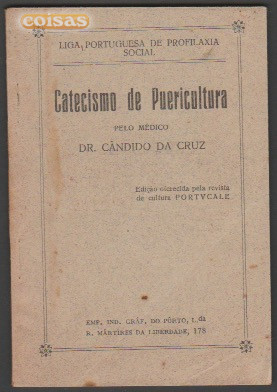 coisas
LIGA PORTUGUESA DE PROFILAXIA
SOCIAL
Catecismo de Puericultura
PELO MÉDICO
DR. CÂNDIDO DA CRUZ
Edição oferecida pela revista
de cultura PORTVCALE
EMP. IND. GRÁF. DO PÔRTO, L.da
R. MÁRTIRES DA LIBERDADE, 178